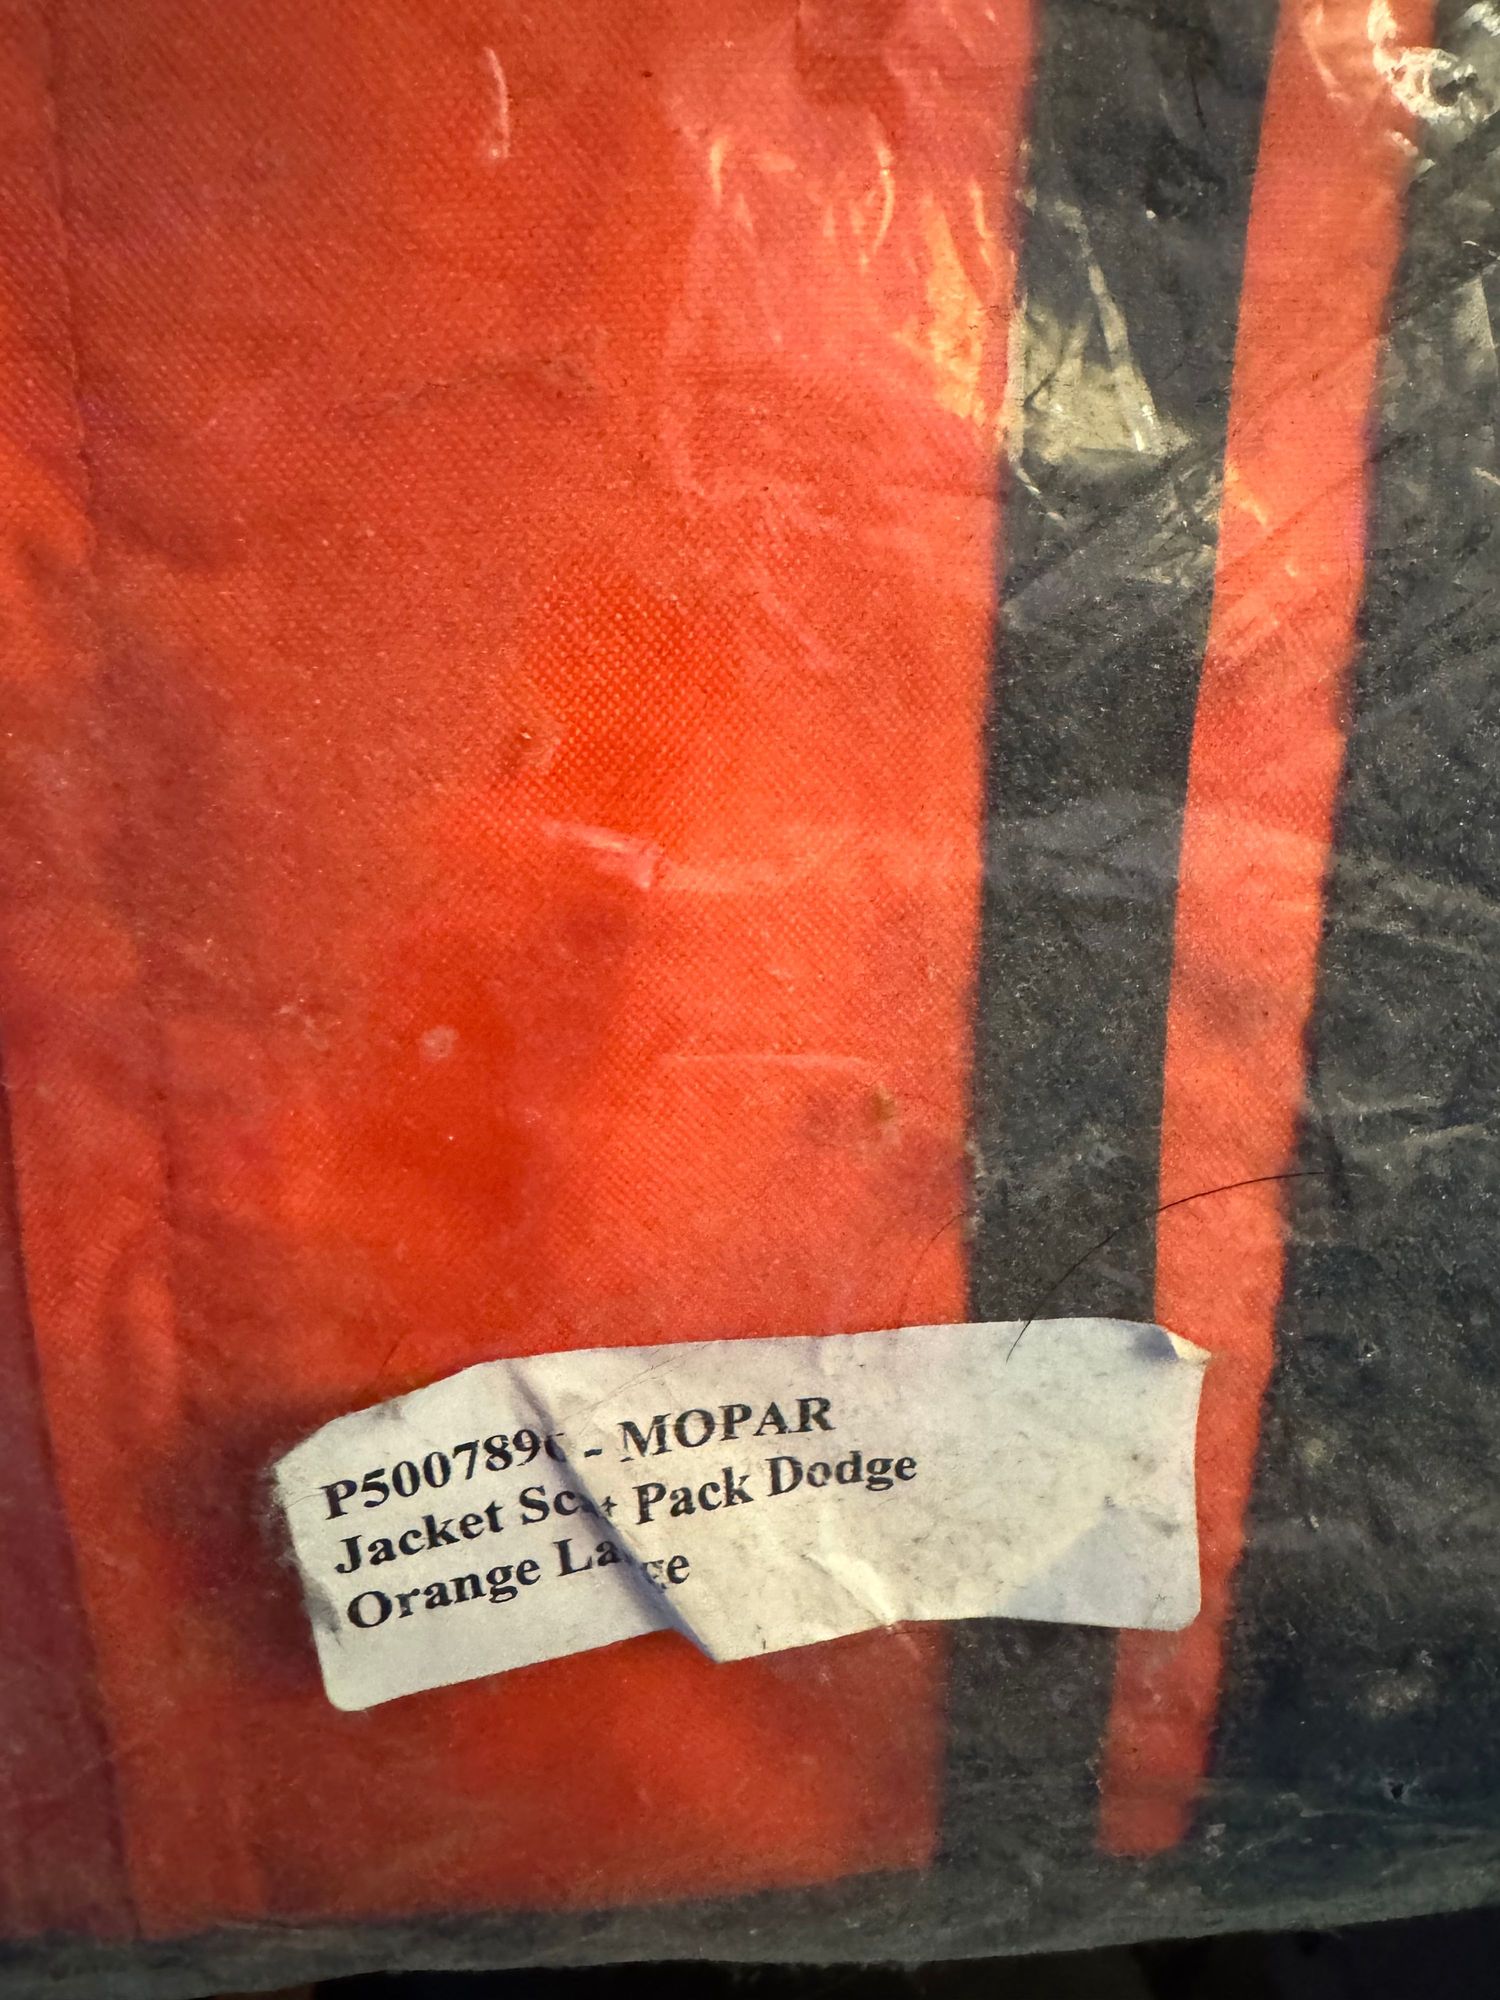 - MOPAR
Jacket Pack Dodge
Orange